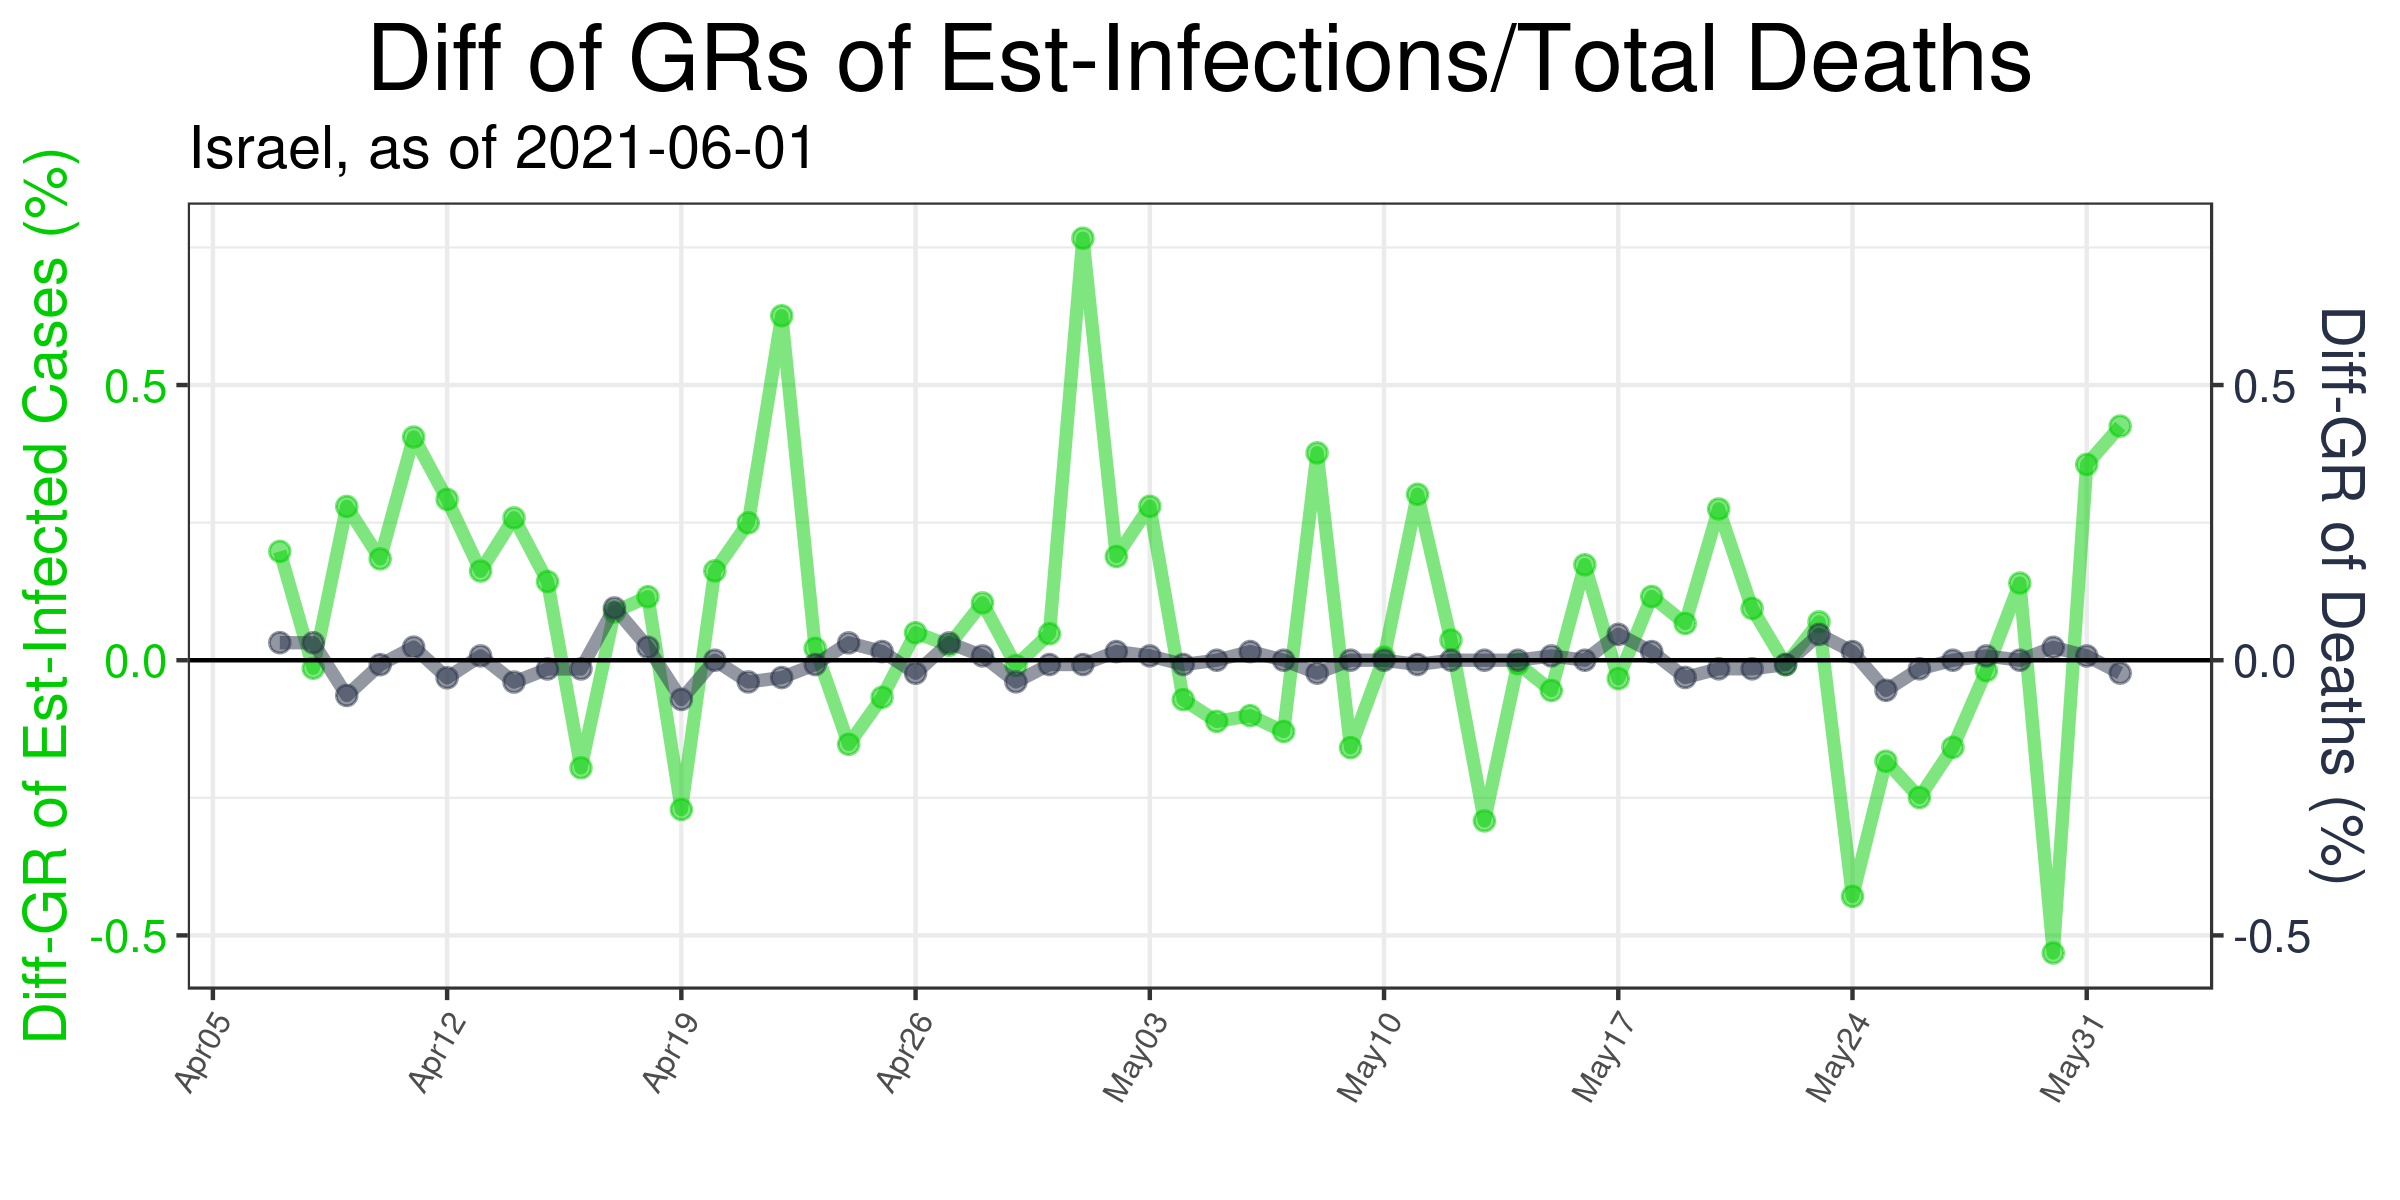 Diff of GRs of Est-Infections/Total Deaths
Israel, as of 2021-06-01
Diff-GR of Est-Infected Cases (%)
0.5
0.0
-0.5
0.5
0.0
-0.5
Diff-GR of Deaths (%)
Apr05 Apr12 Apr19 Apr26 May03 May10 May17 May24 May31